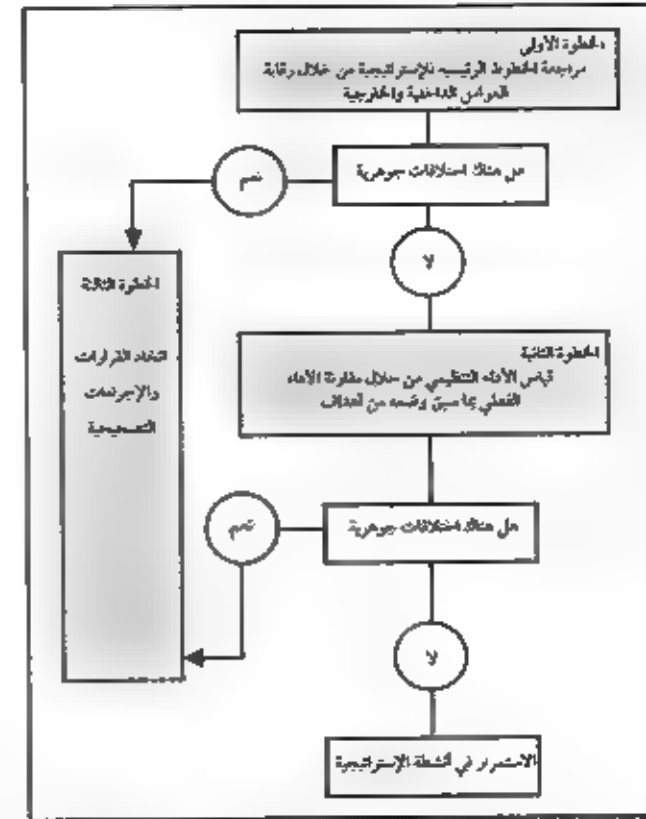 الخطوة الأولى
مراجعة الخطوط الرئيسية للإستراتيجية من خلال رقابة
العوامل الداخلية والخارجية
هل هناك اختلافات جوهرية
نعم
لا
الخطوة الثالثة
اتخاذ القرارات
والإجراءات
التصحيحية
الخطوة الثانية
قياس الأداء التنظيمي من خلال مقارنة الأداء
الفعلي بما سبق وضعه من أهداف
هل هناك اختلافات جوهرية
نعم
لا
الاستمرار في أنشطة الإستراتيجية